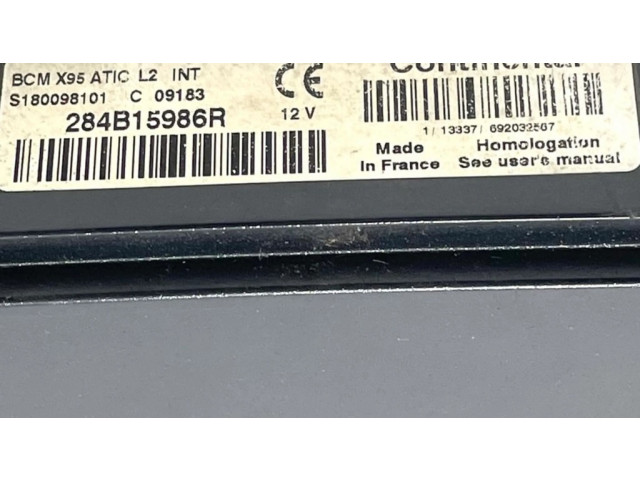 BCM X95 ATIC L2 INT
S180098101 C 09183
284B15986R
12 V
CE
Continental
1/ 13337/ 692032567
Made In France
Homologation
See user's manual